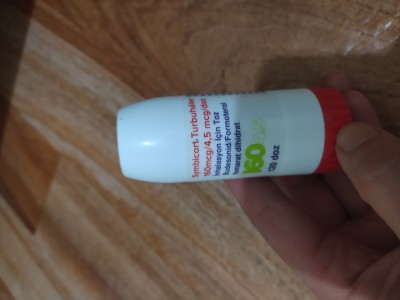 Symbicort Turbuhaler
160mcg/4,5 mcg/doz
İnhalasyon İçin Toz
Budesonid/Formoterol
fumarat dihidrat
160
120 doz